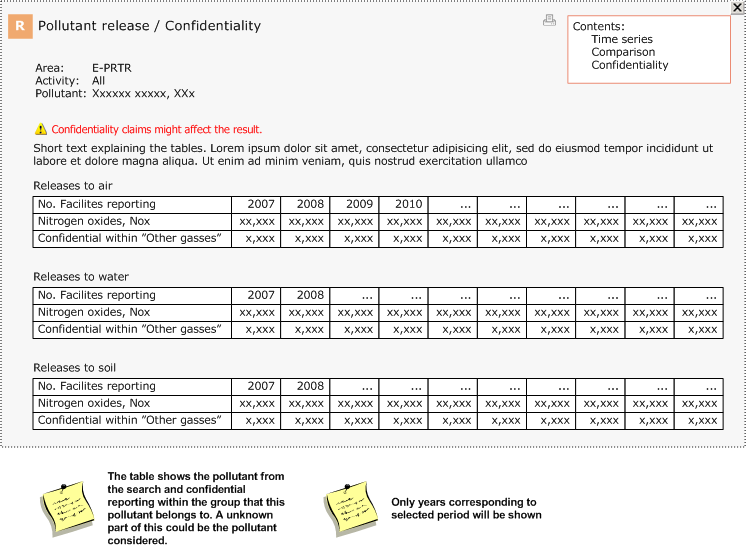 R Pollutant release / Confidentiality
Contents:
Time series
Comparison
Confidentiality
Area: E-PRTR
Activity: All
Pollutant: Xxxxxx xxxxx, XXx
Confidentiality claims might affect the result.
Short text explaining the tables. Lorem ipsum dolor sit amet, consectetur adipisicing elit, sed do eiusmod tempor incididunt ut
labore et dolore magna aliqua. Ut enim ad minim veniam, quis nostrud exercitation ullamco
Releases to air
No. Facilites reporting 2007 2008 2009 2010 ... ... ... ... ... ...
Nitrogen oxides, Nox xx,xxx xx,xxx xx,xxx xx,xxx xx,xxx xx,xxx xx,xxx xx,xxx xx,xxx xx,xxx
Confidential within ”Other gasses” x,xxx x,xxx x,xxx x,xxx x,xxx x,xxx x,xxx x,xxx x,xxx x,xxx
Releases to water
No. Facilites reporting 2007 2008 ... ... ... ... ... ... ... ...
Nitrogen oxides, Nox xx,xxx xx,xxx xx,xxx xx,xxx xx,xxx xx,xxx xx,xxx xx,xxx xx,xxx xx,xxx
Confidential within ”Other gasses” x,xxx x,xxx x,xxx x,xxx x,xxx x,xxx x,xxx x,xxx x,xxx x,xxx
Releases to soil
No. Facilites reporting 2007 2008 ... ... ... ... ... ... ... ...
Nitrogen oxides, Nox xx,xxx xx,xxx xx,xxx xx,xxx xx,xxx xx,xxx xx,xxx xx,xxx xx,xxx xx,xxx
Confidential within ”Other gasses” x,xxx x,xxx x,xxx x,xxx x,xxx x,xxx x,xxx x,xxx x,xxx x,xxx
The table shows the pollutant from
the search and confidential
reporting within the group that this
pollutant belongs to. A unknown
part of this could be the pollutant
considered.
Only years corresponding to
selected period will be shown